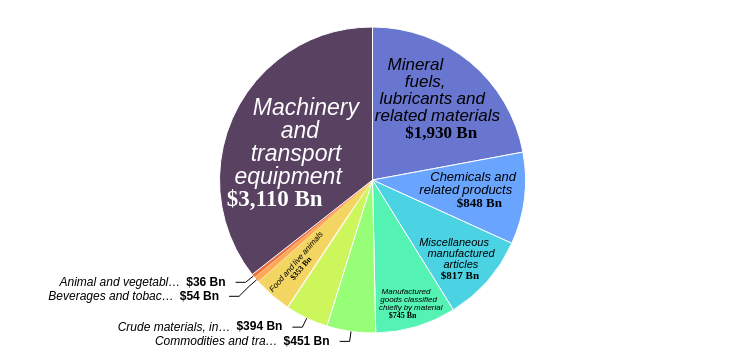 Mineral
fuels,
lubricants and
related materials
$1,930 Bn
Machinery
and
transport
equipment
$3,110 Bn
Chemicals and
related products
$848 Bn
Miscellaneous
manufactured
articles
$817 Bn
Food and live animals
$353 Bn
Manufactured
goods classified
chiefly by material
$745 Bn
Animal and vegetabl… $36 Bn
Beverages and tobac… $54 Bn
Crude materials, in… $394 Bn
Commodities and tra… $451 Bn